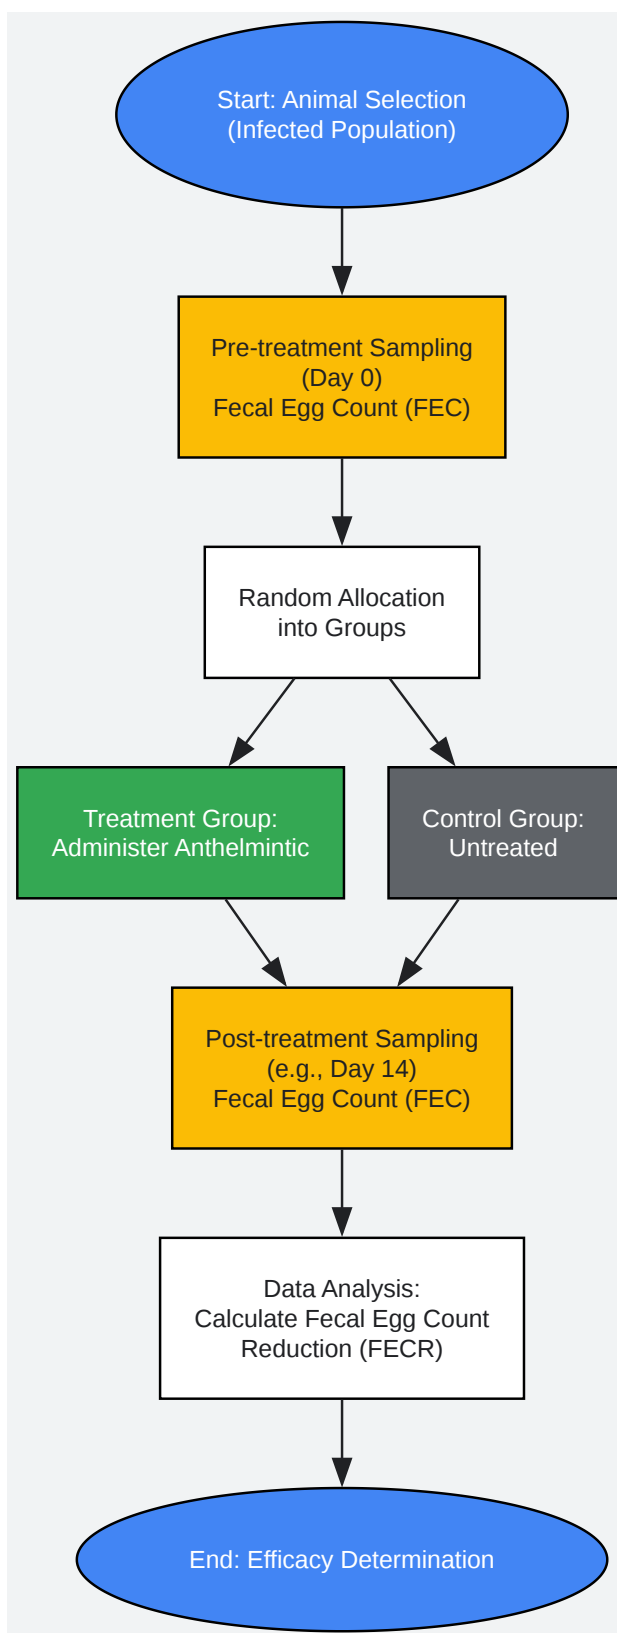 Start: Animal Selection
(Infected Population)
Pre-treatment Sampling
(Day 0)
Fecal Egg Count (FEC)
Random Allocation
into Groups
Treatment Group:
Administer Anthelmintic
Control Group:
Untreated
Post-treatment Sampling
(e.g., Day 14)
Fecal Egg Count (FEC)
Data Analysis:
Calculate Fecal Egg Count
Reduction (FECR)
End: Efficacy Determination